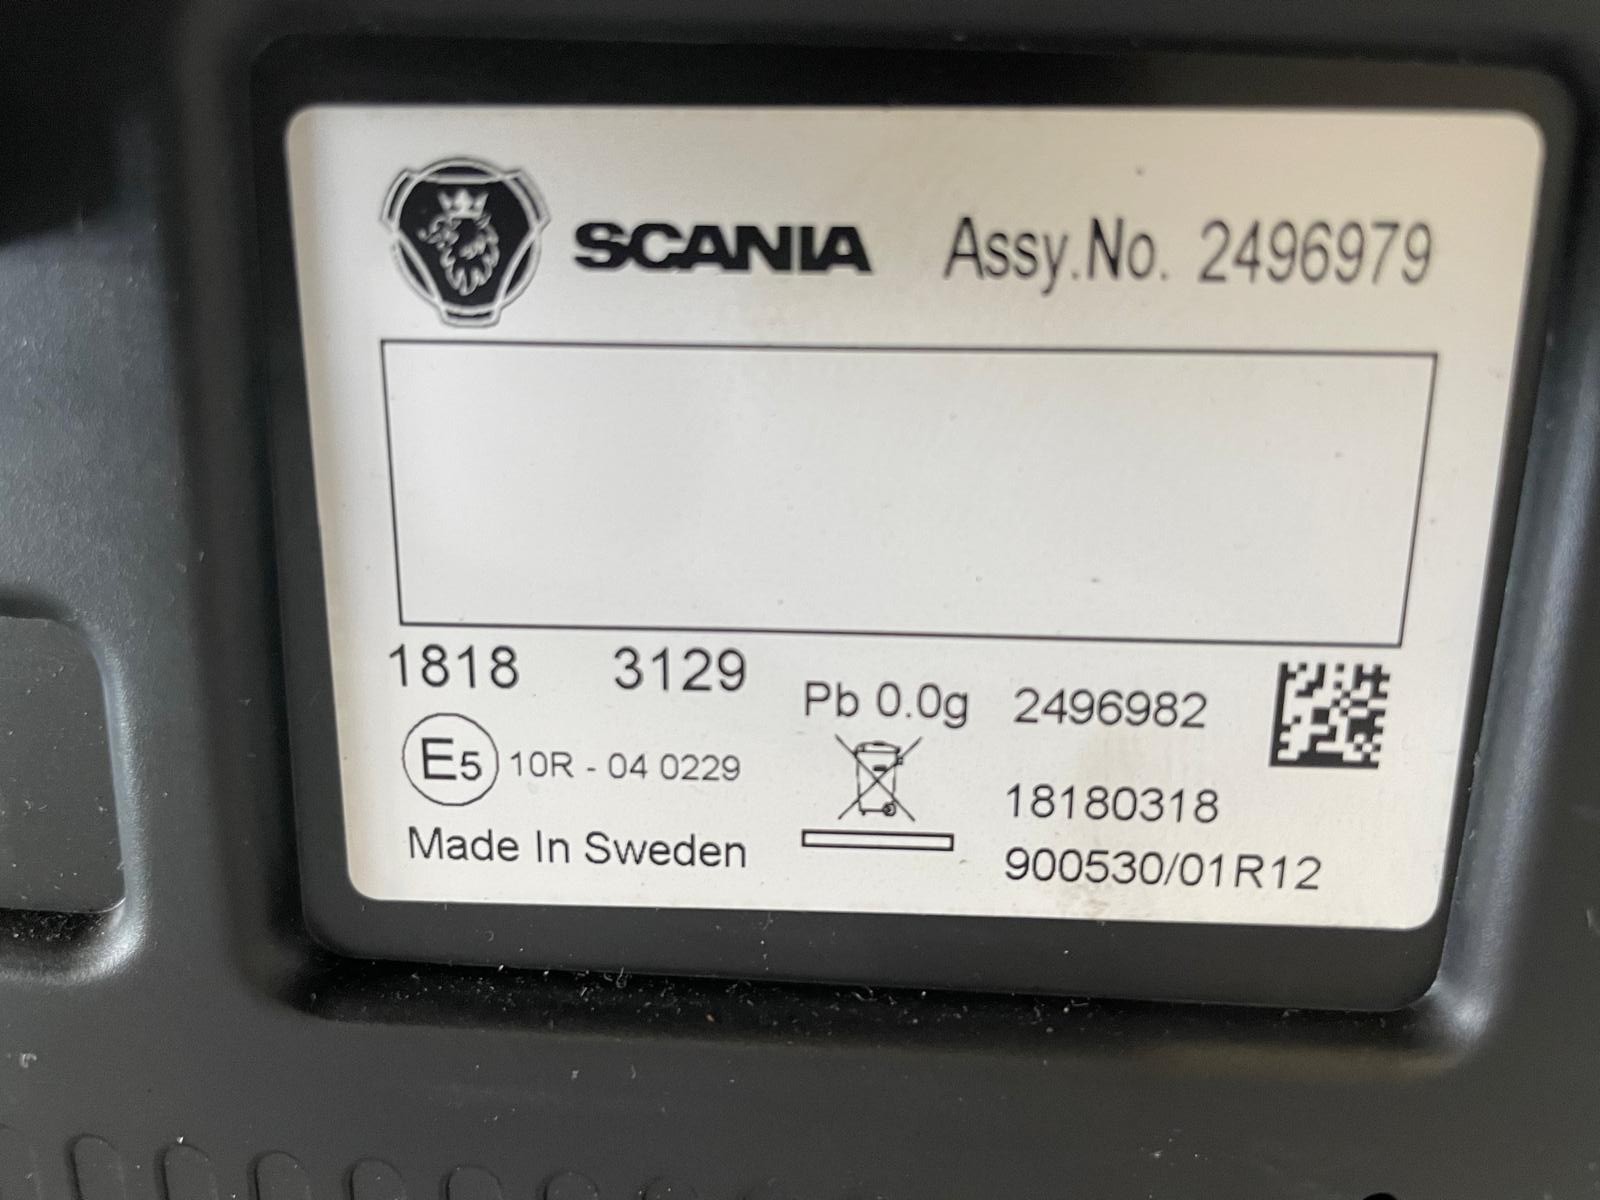 SCANIA Assy.No. 2496979
1818 3129
Pb 0.0g 2496982
E5 10R - 04 0229
18180318
Made In Sweden
900530/01R12